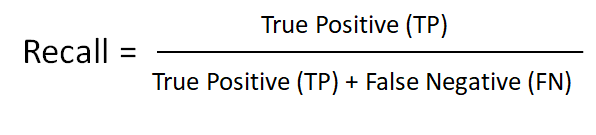 True Positive (TP)
Recall =
True Positive (TP) + False Negative (FN)